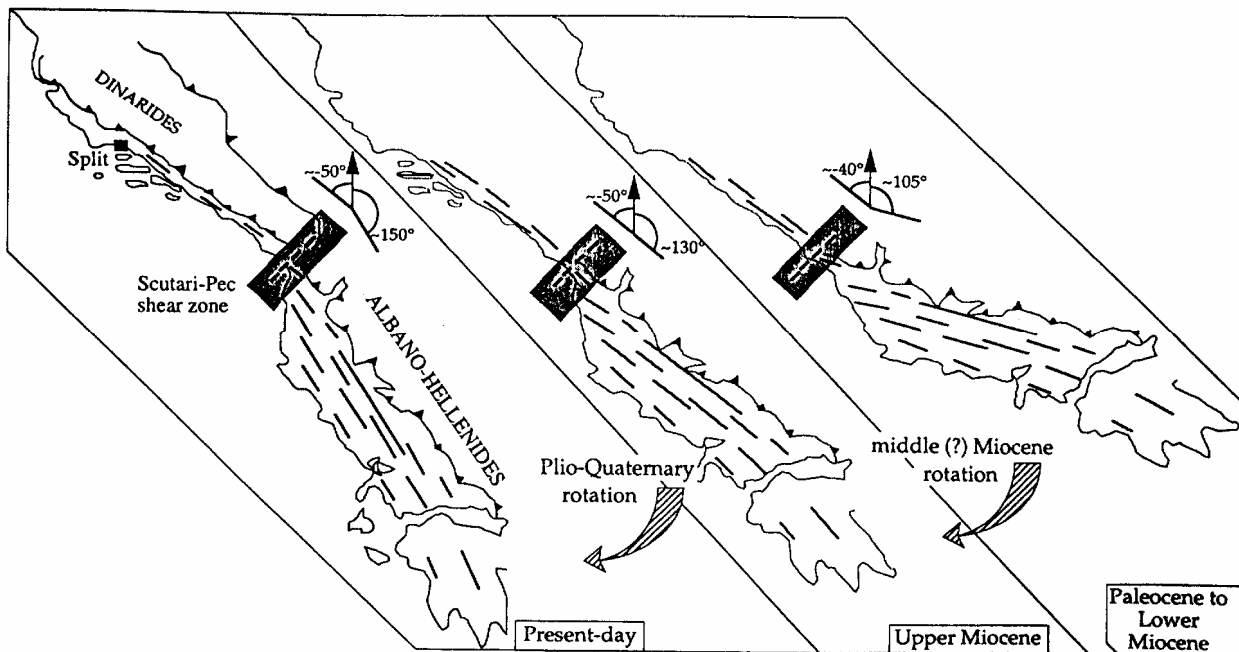 DINARIDES
Split
~-50°
~150°
Scutari-Pec
shear zone
ALBANO-HELLENIDES
~-50°
~130°
~-40°
~105°
Plio-Quaternary
rotation
middle (?) Miocene
rotation
Present-day
Upper Miocene
Paleocene to
Lower
Miocene